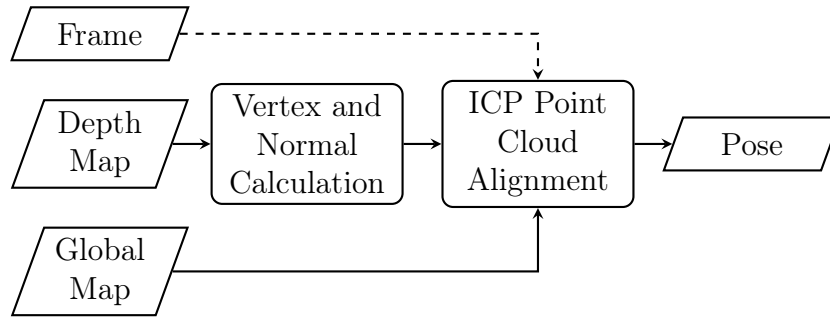 Frame
Depth
Map
Vertex and
Normal
Calculation
ICP Point
Cloud
Alignment
Pose
Global
Map